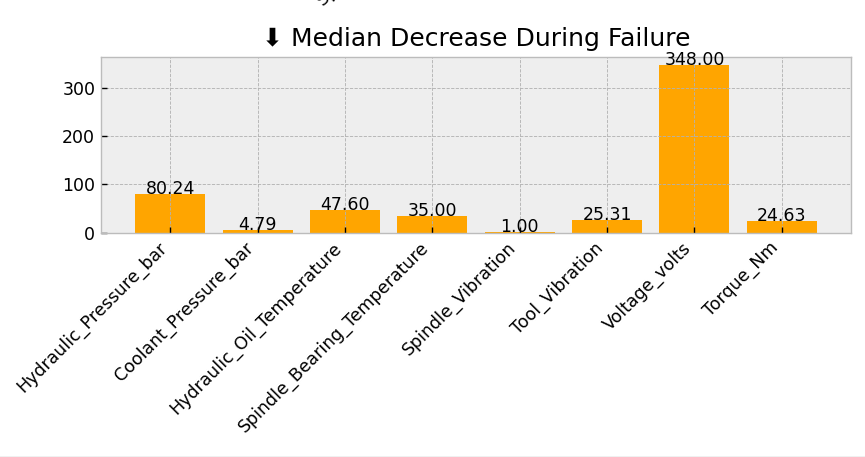 ⬇ Median Decrease During Failure
300
200
100
0
80.24
4.79
47.60
35.00
1.00
25.31
348.00
24.63
Hydraulic_Pressure_bar
Coolant_Pressure_bar
Hydraulic_Oil_Temperature
Spindle_Bearing_Temperature
Spindle_Vibration
Tool_Vibration
Voltage_volts
Torque_Nm